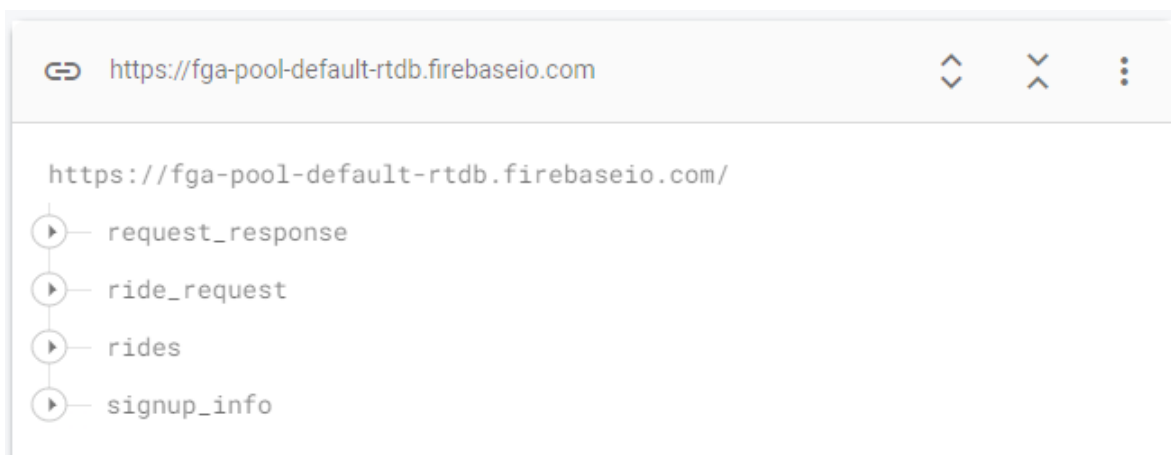 https://fga-pool-default-rtdb.firebaseio.com
https://fga-pool-default-rtdb.firebaseio.com/
request_response
ride_request
rides
signup_info